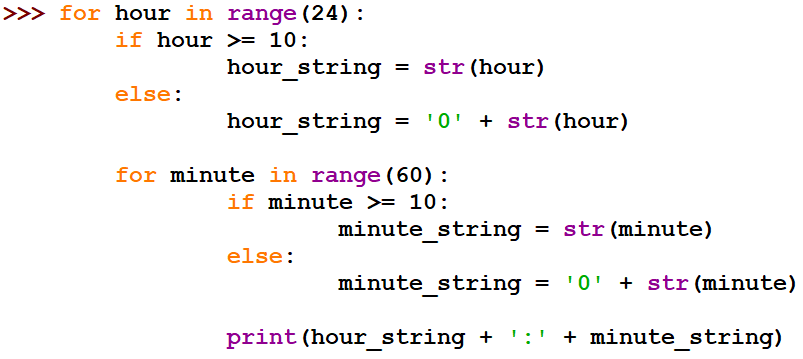 >>> for hour in range(24):
        if hour >= 10:
                hour_string = str(hour)
        else:
                hour_string = '0' + str(hour)

        for minute in range(60):
                if minute >= 10:
                        minute_string = str(minute)
                else:
                        minute_string = '0' + str(minute)

                print(hour_string + ':' + minute_string)